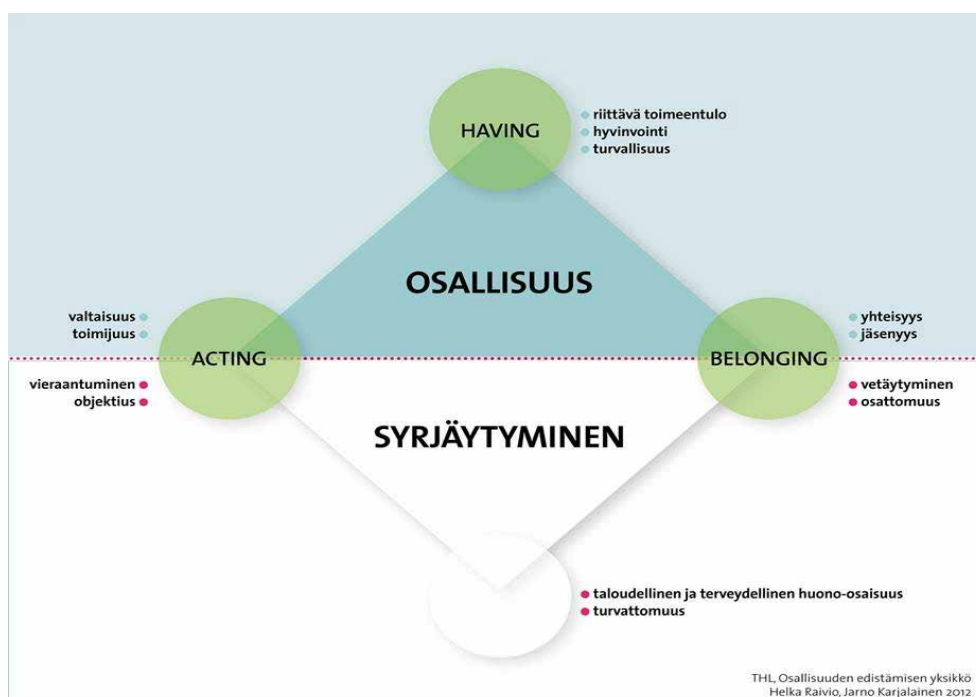 HAVING
riittävä toimeentulo
hyvinvointi
turvallisuus
OSALLISUUS
valtaisuus
toimijuus
ACTING
vieraantuminen
objektius
yhteisyys
jäsenyys
BELONGING
vetäytyminen
osattomuus
SYRJÄYTYMINEN
taloudellinen ja terveydellinen huono-osaisuus
turvattomuus
THL, Osallisuuden edistämisen yksikkö
Helka Raivio, Jarno Karjalainen 2012